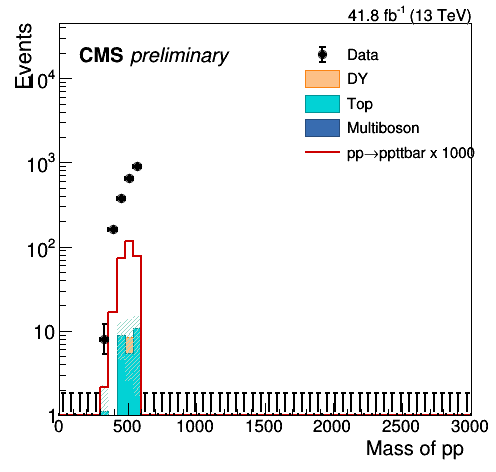 41.8 fb⁻¹ (13 TeV)
Events
CMS preliminary
Data
DY
Top
Multiboson
pp→ppttbar x 1000
10⁴
10³
10²
10
1
0 500 1000 1500 2000 2500 3000
Mass of pp